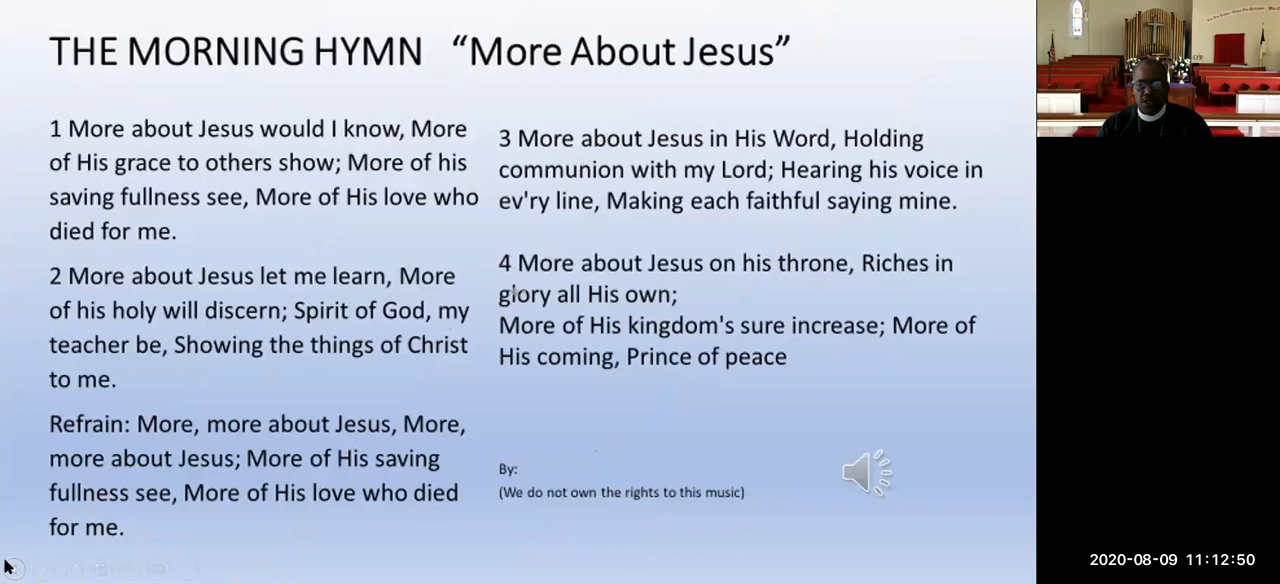 THE MORNING HYMN “More About Jesus”
1 More about Jesus would I know, More
of His grace to others show; More of his
saving fullness see, More of His love who
died for me.
2 More about Jesus let me learn, More
of his holy will discern; Spirit of God, my
teacher be, Showing the things of Christ
to me.
Refrain: More, more about Jesus, More,
more about Jesus; More of His saving
fullness see, More of His love who died
for me.
3 More about Jesus in His Word, Holding
communion with my Lord; Hearing his voice in
ev'ry line, Making each faithful saying mine.
4 More about Jesus on his throne, Riches in
glory all His own;
More of His kingdom's sure increase; More of
His coming, Prince of peace
By:
(We do not own the rights to this music)
2020-08-09 11:12:50